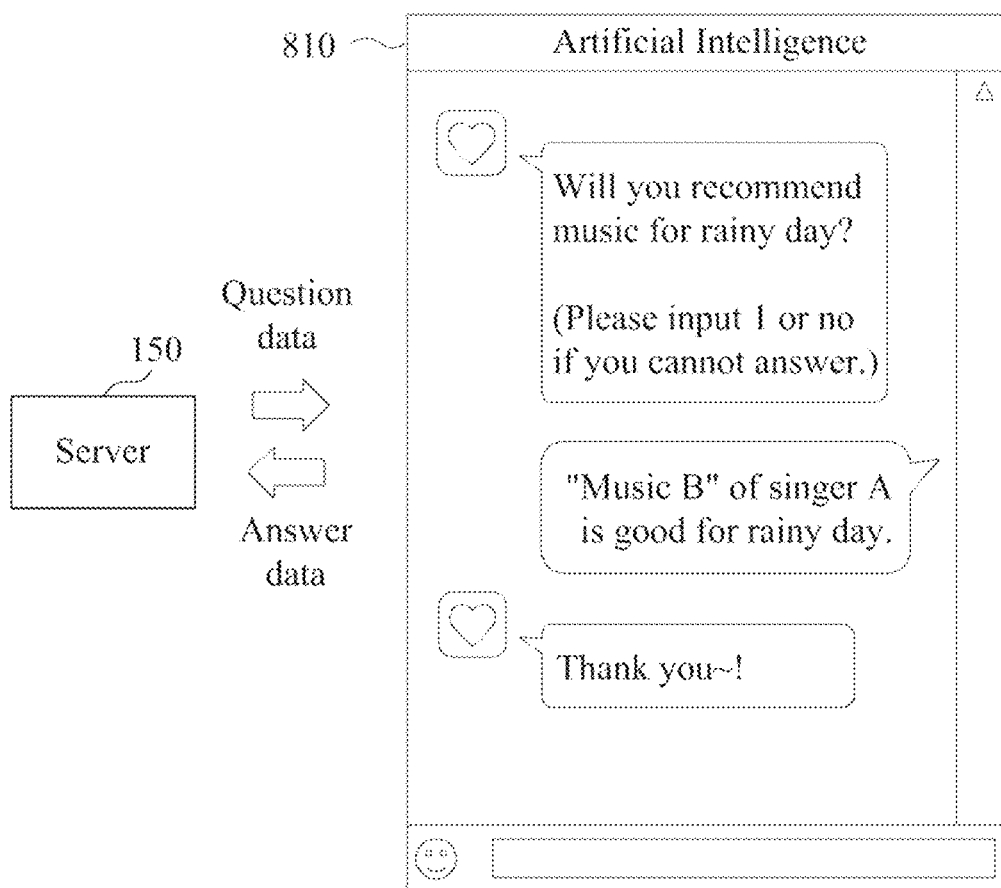 810
Artificial Intelligence
Will you recommend
music for rainy day?
(Please input 1 or no
if you cannot answer.)
Question
data
150
Server
Answer
data
"Music B" of singer A
is good for rainy day.
Thank you~!